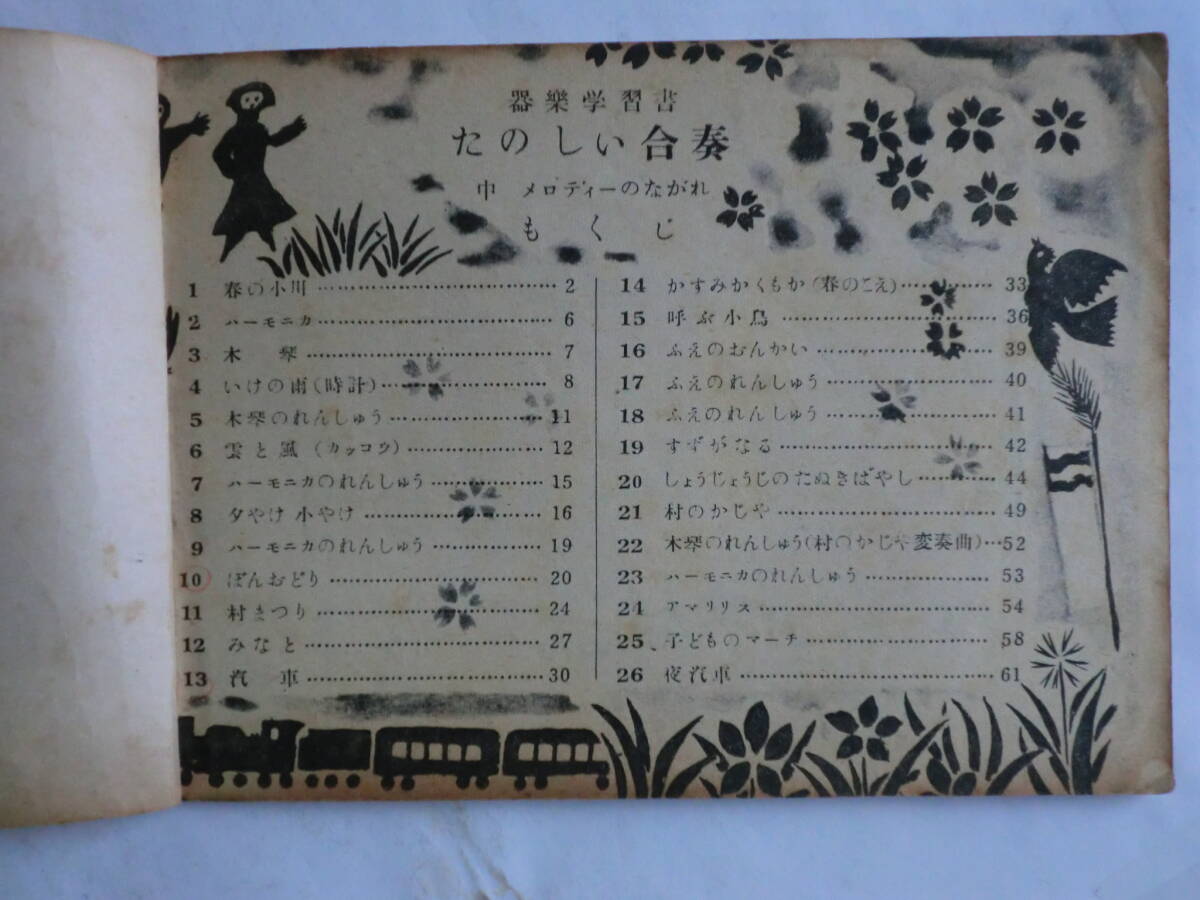 器樂学習書
たのしい合奏
中 メロディーのながれ
もくじ
1 春の小川 2
2 ハーモニカ 6
3 木琴 7
4 いけの雨(時計) 8
5 木琴のれんしゅう 11
6 雲と風(カッコウ) 12
7 ハーモニカのれんしゅう 15
8 夕やけ小やけ 16
9 ハーモニカのれんしゅう 19
10 ぼんおどり 20
11 村まつり 24
12 みなと 27
13 汽車 30
14 かすみかくもか(春のこえ) 33
15 呼ぶ小鳥 36
16 ふえのおんかい 39
17 ふえのれんしゅう 40
18 ふえのれんしゅう 41
19 すずがなる 42
20 しょうじょうじのたぬきばやし 44
21 村のかじや 49
22 木琴のれんしゅう(村のかじや変奏曲) 52
23 ハーモニカのれんしゅう 53
24 アマリリス 54
25 子どものマーチ 58
26 夜汽車 61